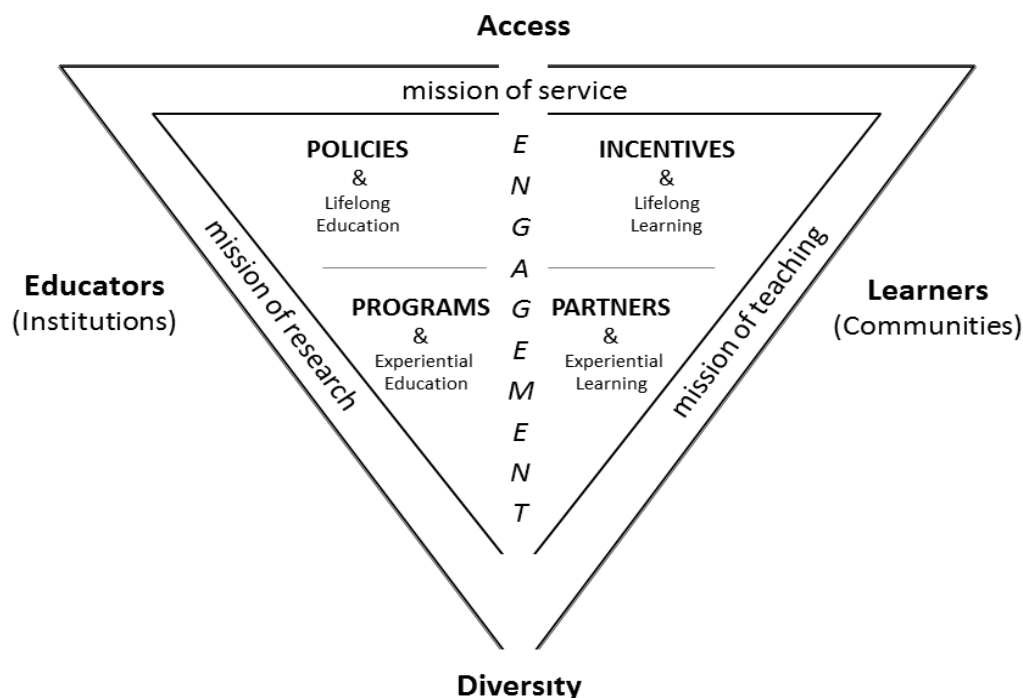 Access
mission of service
POLICIES
&
Lifelong
Education
INCENTIVES
&
Lifelong
Learning
ENGAGEMENT
mission of research
mission of teaching
Educators
(Institutions)
Learners
(Communities)
PROGRAMS
&
Experiential
Education
PARTNERS
&
Experiential
Learning
Diversity